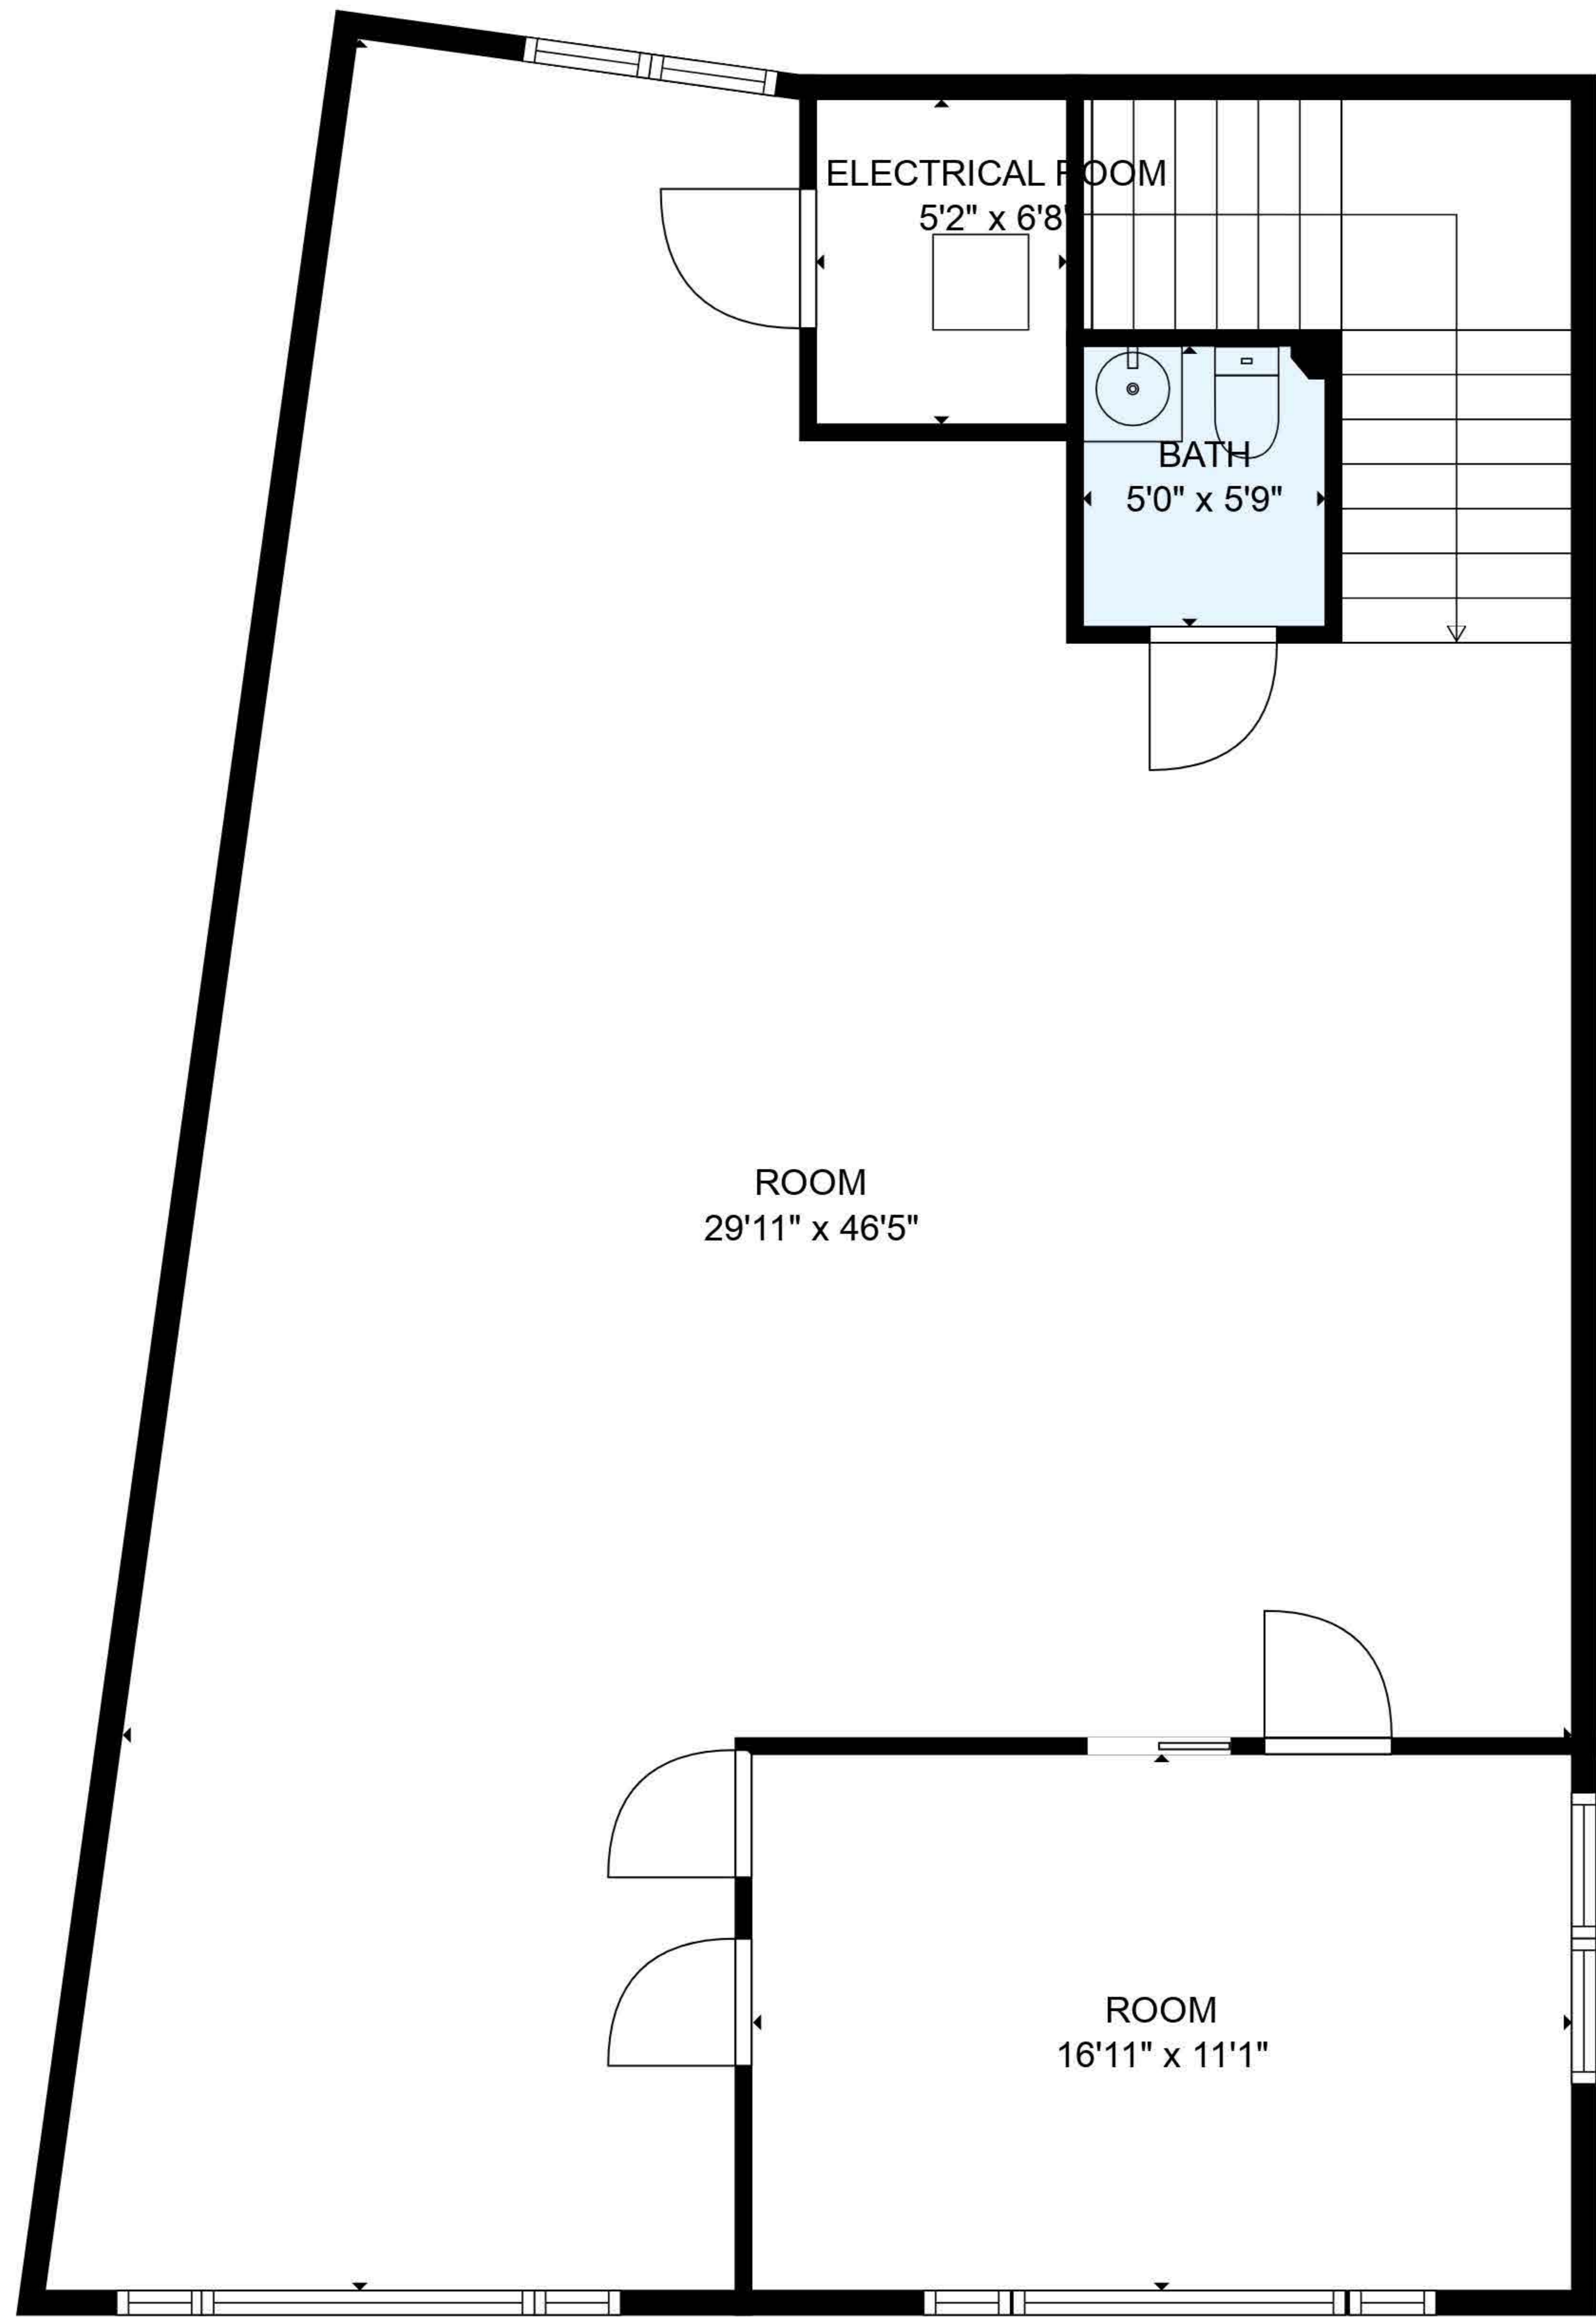 ELECTRICAL ROOM
5'2" x 6'8"
BATH
5'0" x 5'9"
ROOM
29'11" x 46'5"
ROOM
16'11" x 11'1"